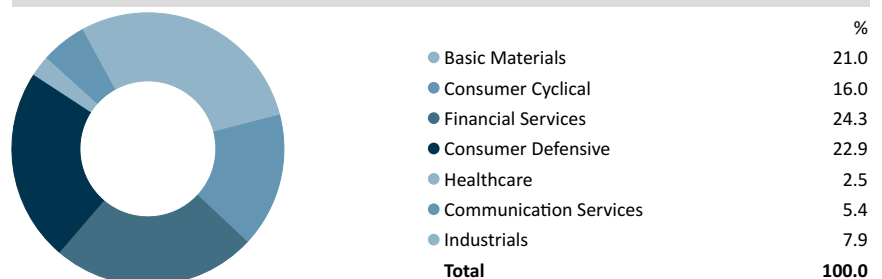 %
Basic Materials 21.0
Consumer Cyclical 16.0
Financial Services 24.3
Consumer Defensive 22.9
Healthcare 2.5
Communication Services 5.4
Industrials 7.9
Total 100.0